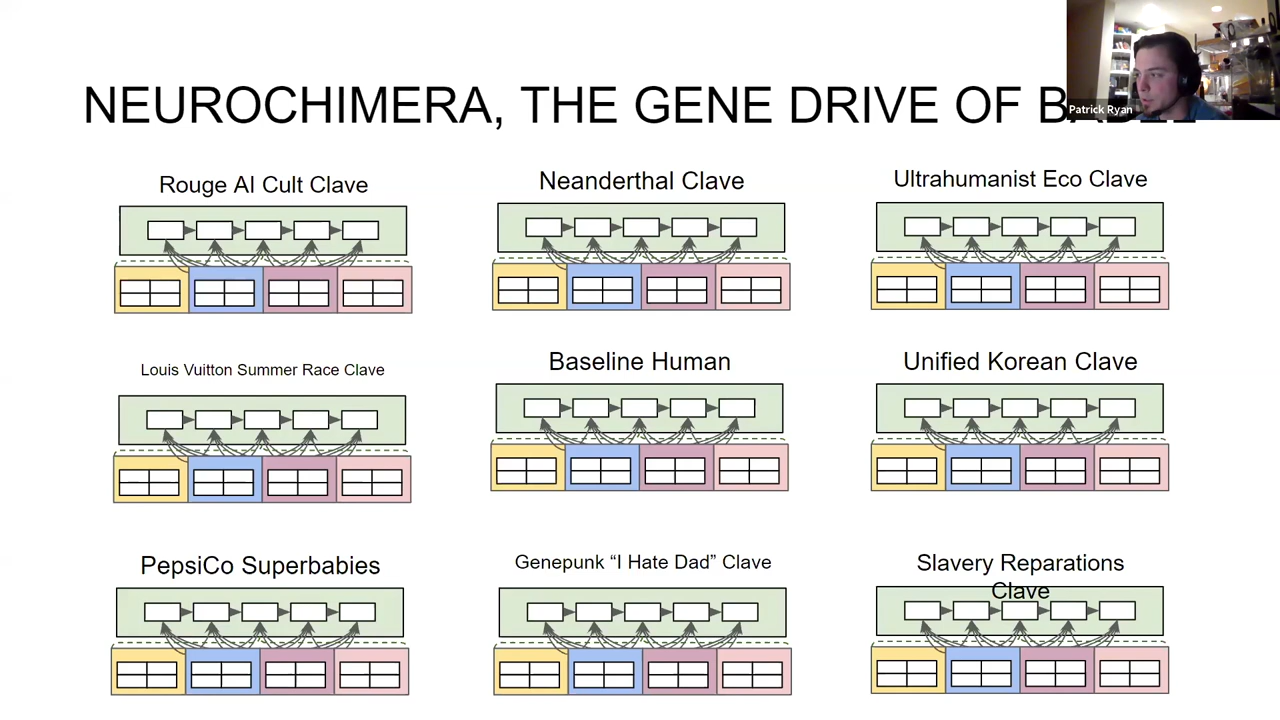 NEUROCHIMERA, THE GENE DRIVE OF
Patrick Ryan
Rouge AI Cult Clave
Neanderthal Clave
Ultrahumanist Eco Clave
Louis Vuitton Summer Race Clave
Baseline Human
Unified Korean Clave
PepsiCo Superbabies
Genepunk “I Hate Dad” Clave
Slavery Reparations
Clave